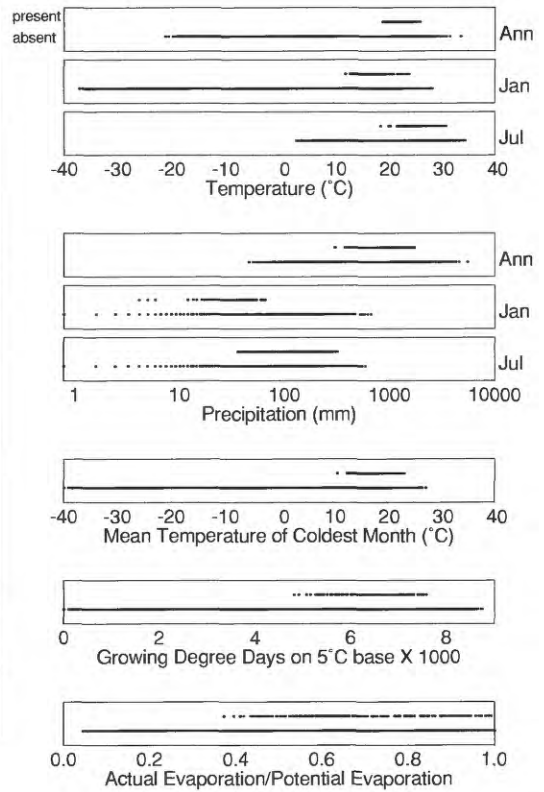 present
absent
Ann
Jan
Jul
-40 -30 -20 -10 0 10 20 30 40
Temperature (˚C)
Ann
Jan
Jul
1 10 100 1000 10000
Precipitation (mm)
-40 -30 -20 -10 0 10 20 30 40
Mean Temperature of Coldest Month (˚C)
0 2 4 6 8
Growing Degree Days on 5˚C base X 1000
0.0 0.2 0.4 0.6 0.8 1.0
Actual Evaporation/Potential Evaporation